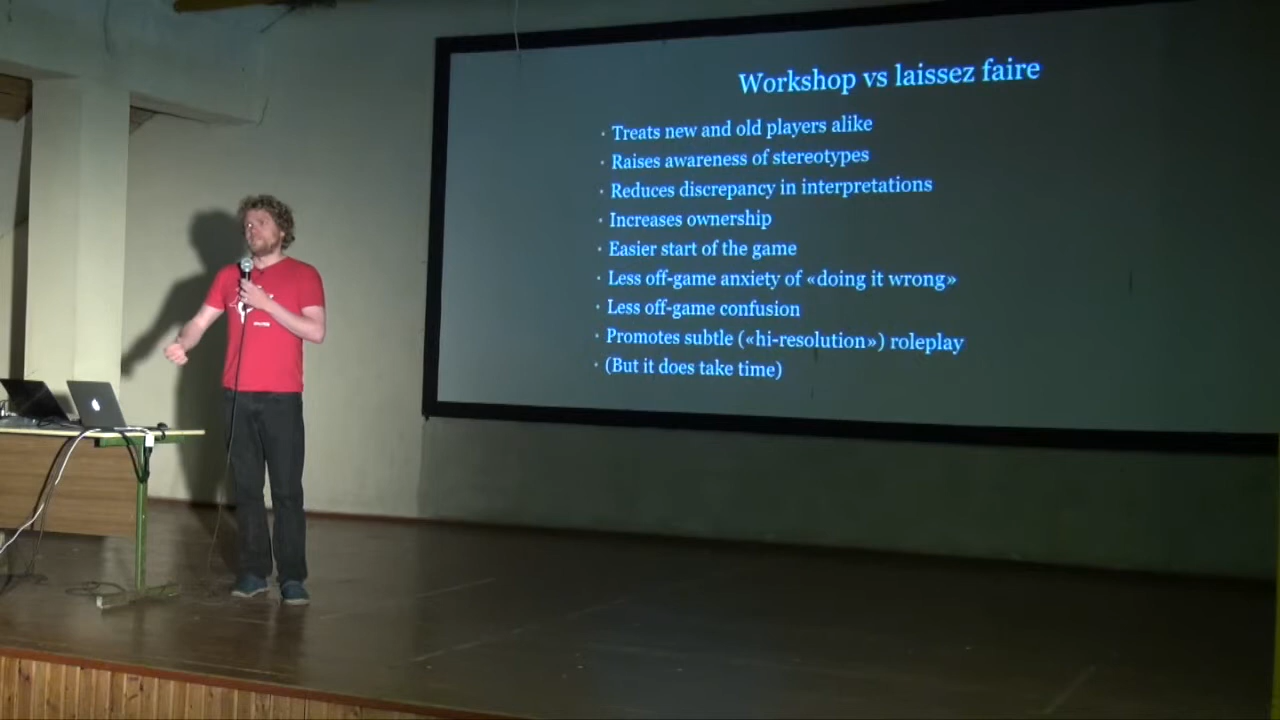 Workshop vs laissez faire
· Treats new and old players alike
· Raises awareness of stereotypes
· Reduces discrepancy in interpretations
· Increases ownership
· Easier start of the game
· Less off-game anxiety of «doing it wrong»
· Less off-game confusion
· Promotes subtle («hi-resolution») roleplay
· (But it does take time)